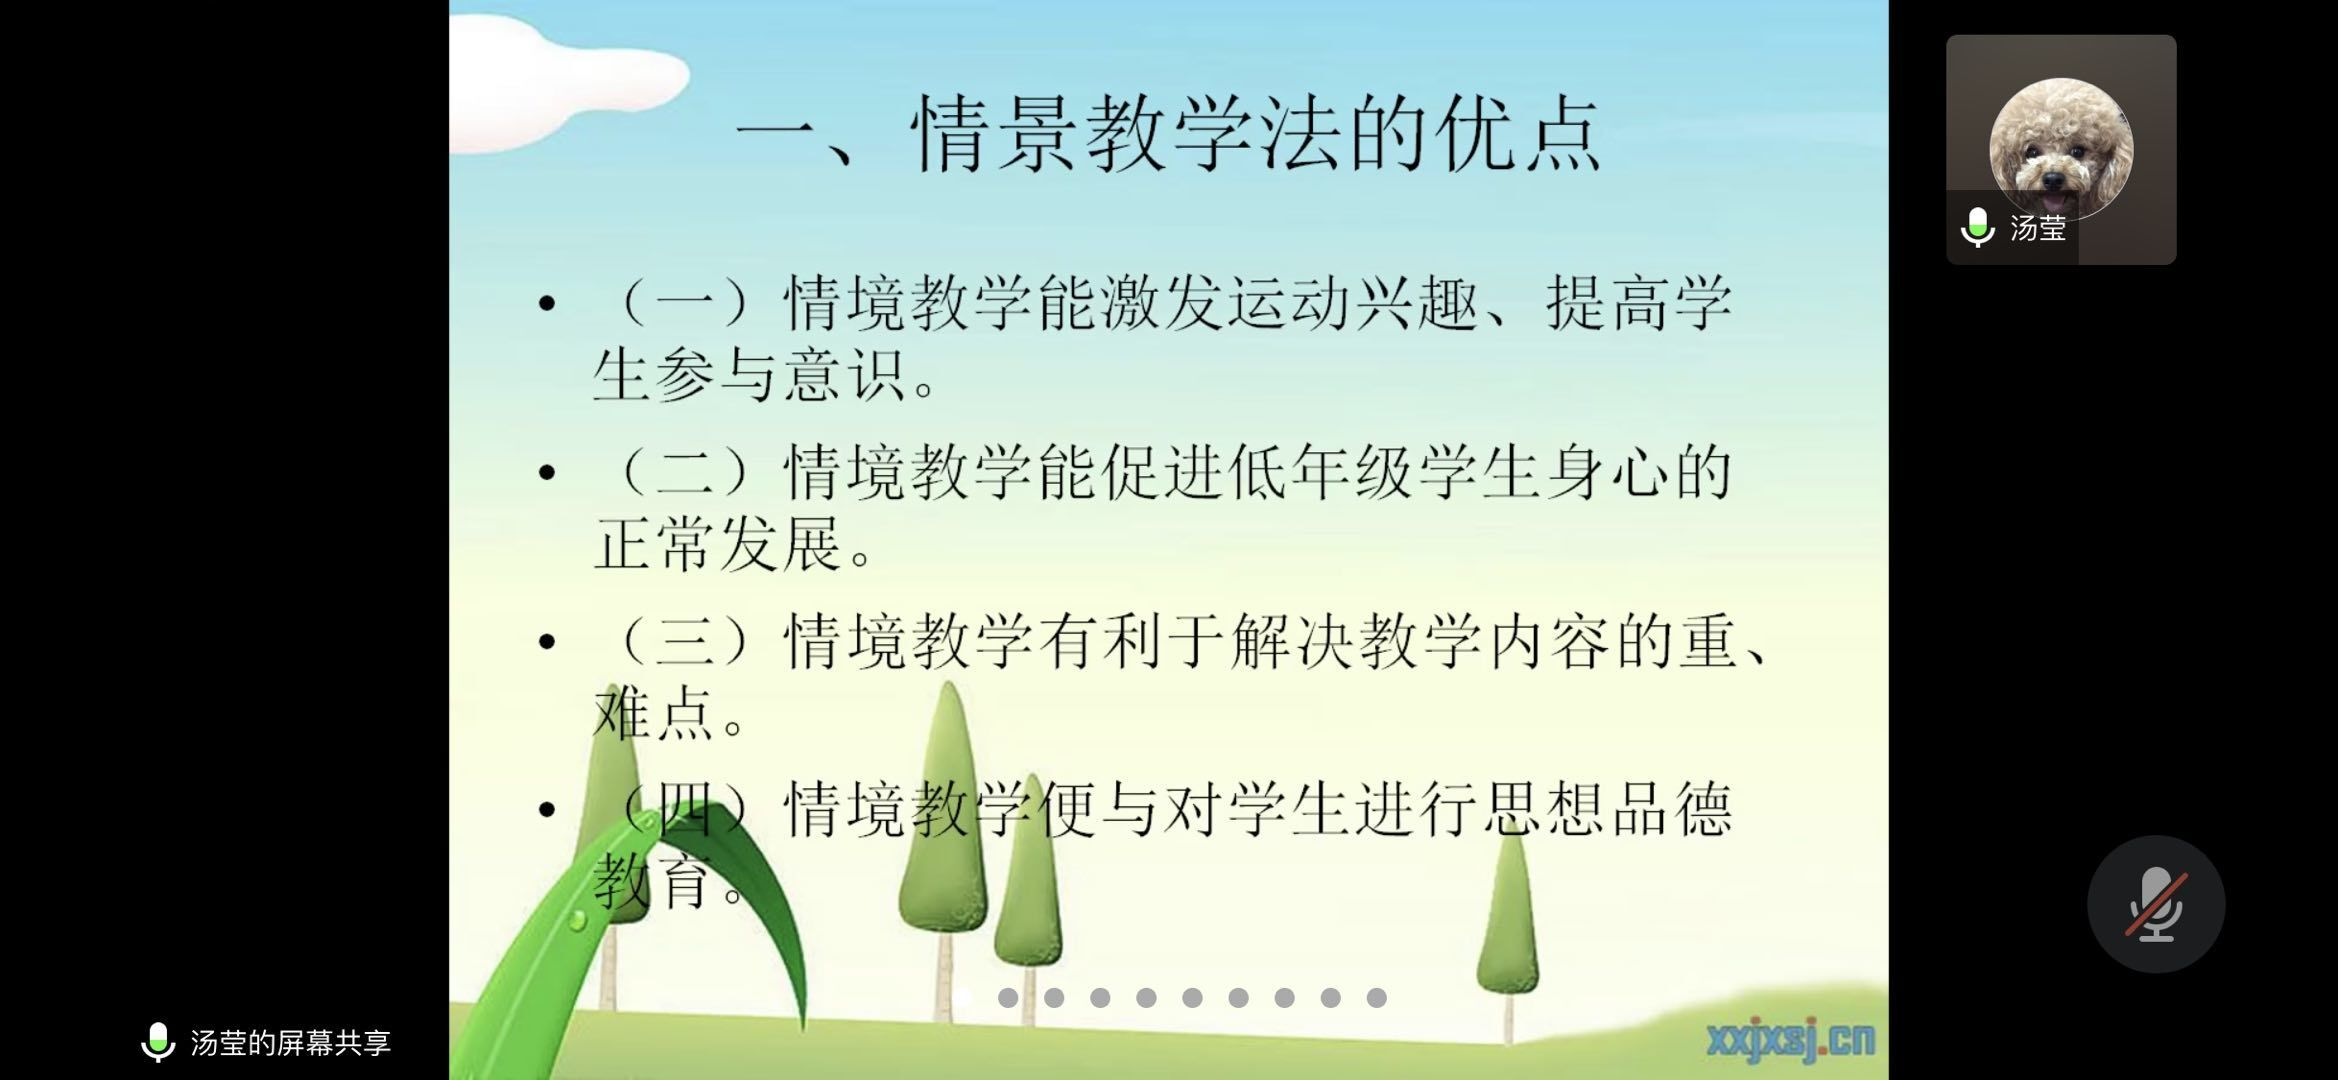 一、情景教学法的优点
汤莹
• （一）情境教学能激发运动兴趣、提高学
生参与意识。
• （二）情境教学能促进低年级学生身心的
正常发展。
• （三）情境教学有利于解决教学内容的重、
难点。
• （四）情境教学便与对学生进行思想品德
教育。
汤莹的屏幕共享
xxjxsj.cn